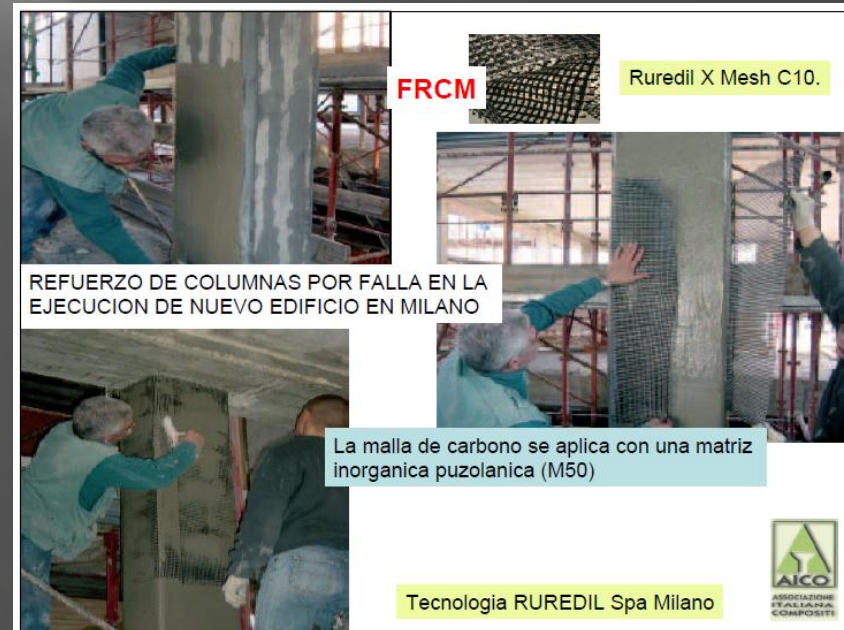 FRCM
Ruredil X Mesh C10.
REFUERZO DE COLUMNAS POR FALLA EN LA
EJECUCION DE NUEVO EDIFICIO EN MILANO
La malla de carbono se aplica con una matriz
inorganica puzolanica (M50)
Tecnologia RUREDIL Spa Milano
AICO
ASSOCIAZIONE
ITALIANA
COMPOSITI